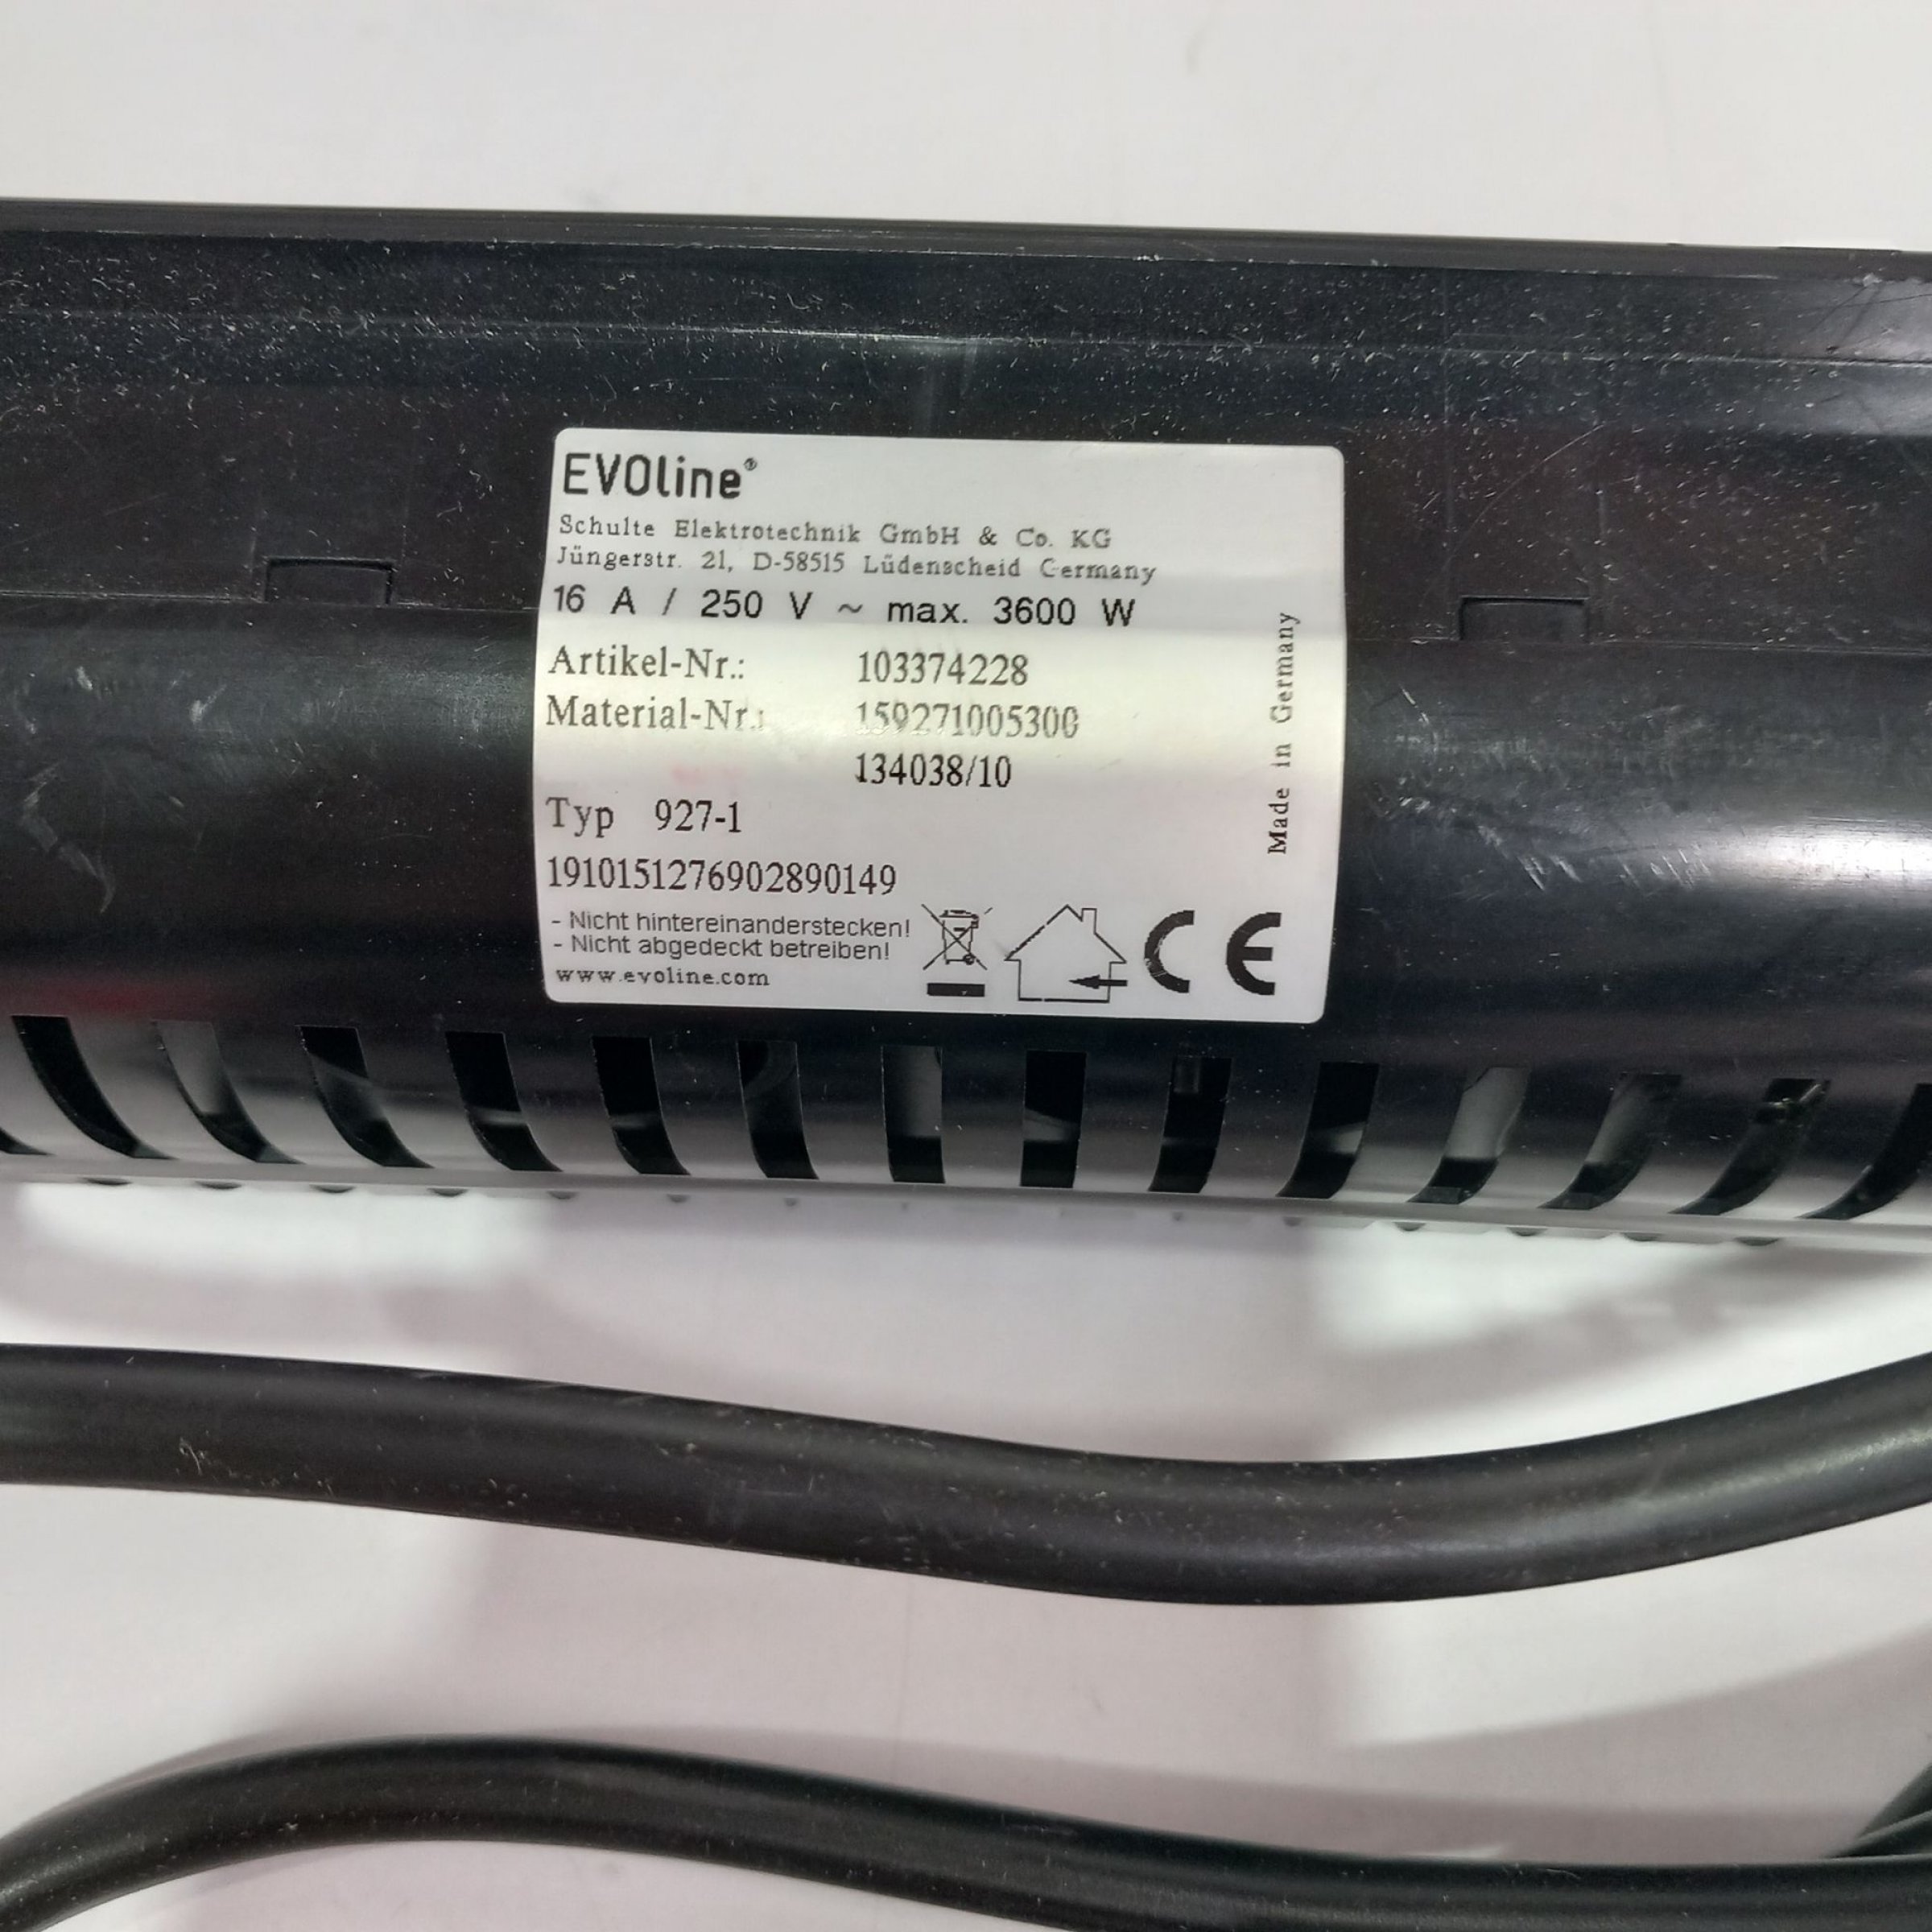 EVOline®
Schulte Elektrotechnik GmbH & Co. KG
Jüngerstr. 21, D-58515 Lüdenscheid Germany
16 A / 250 V ~ max. 3600 W
Artikel-Nr.: 103374228
Material-Nr.: 159271005300
134038/10
Typ 927-1
1910151276902890149
- Nicht hintereinanderstecken!
- Nicht abgedeckt betreiben!
www.evoline.com
CE
Made in Germany